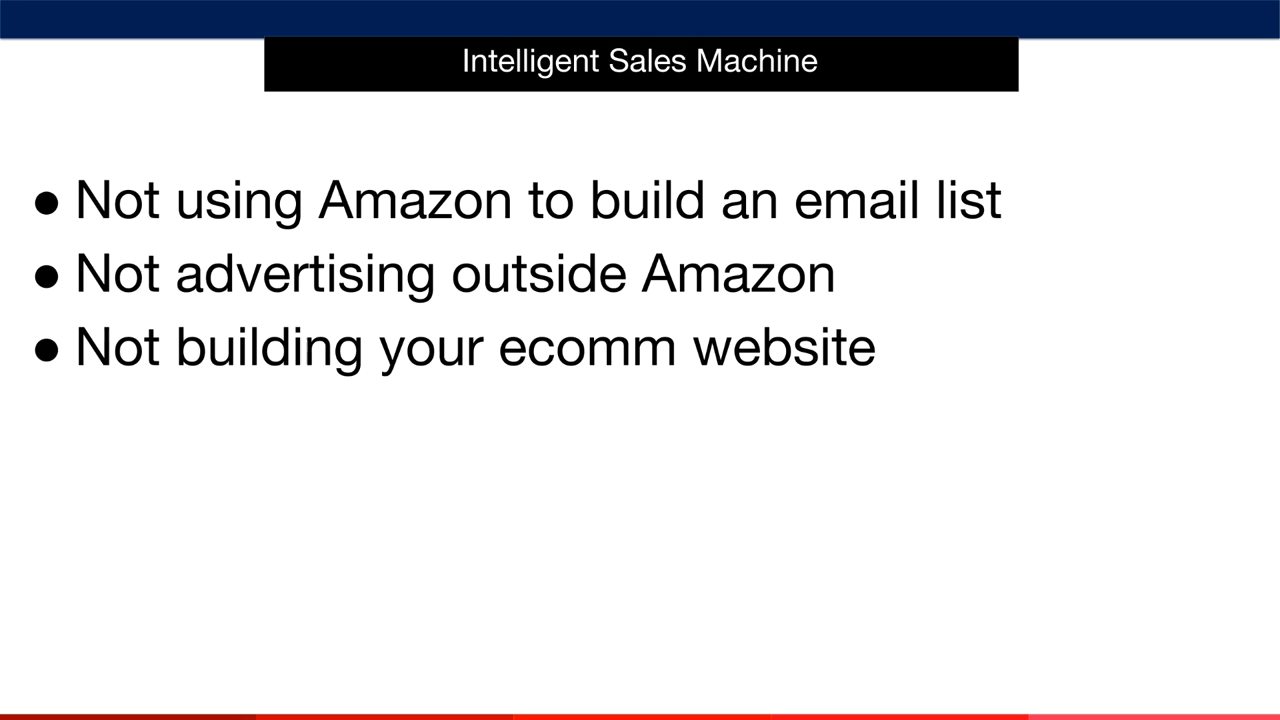 Intelligent Sales Machine
● Not using Amazon to build an email list
● Not advertising outside Amazon
● Not building your ecomm website